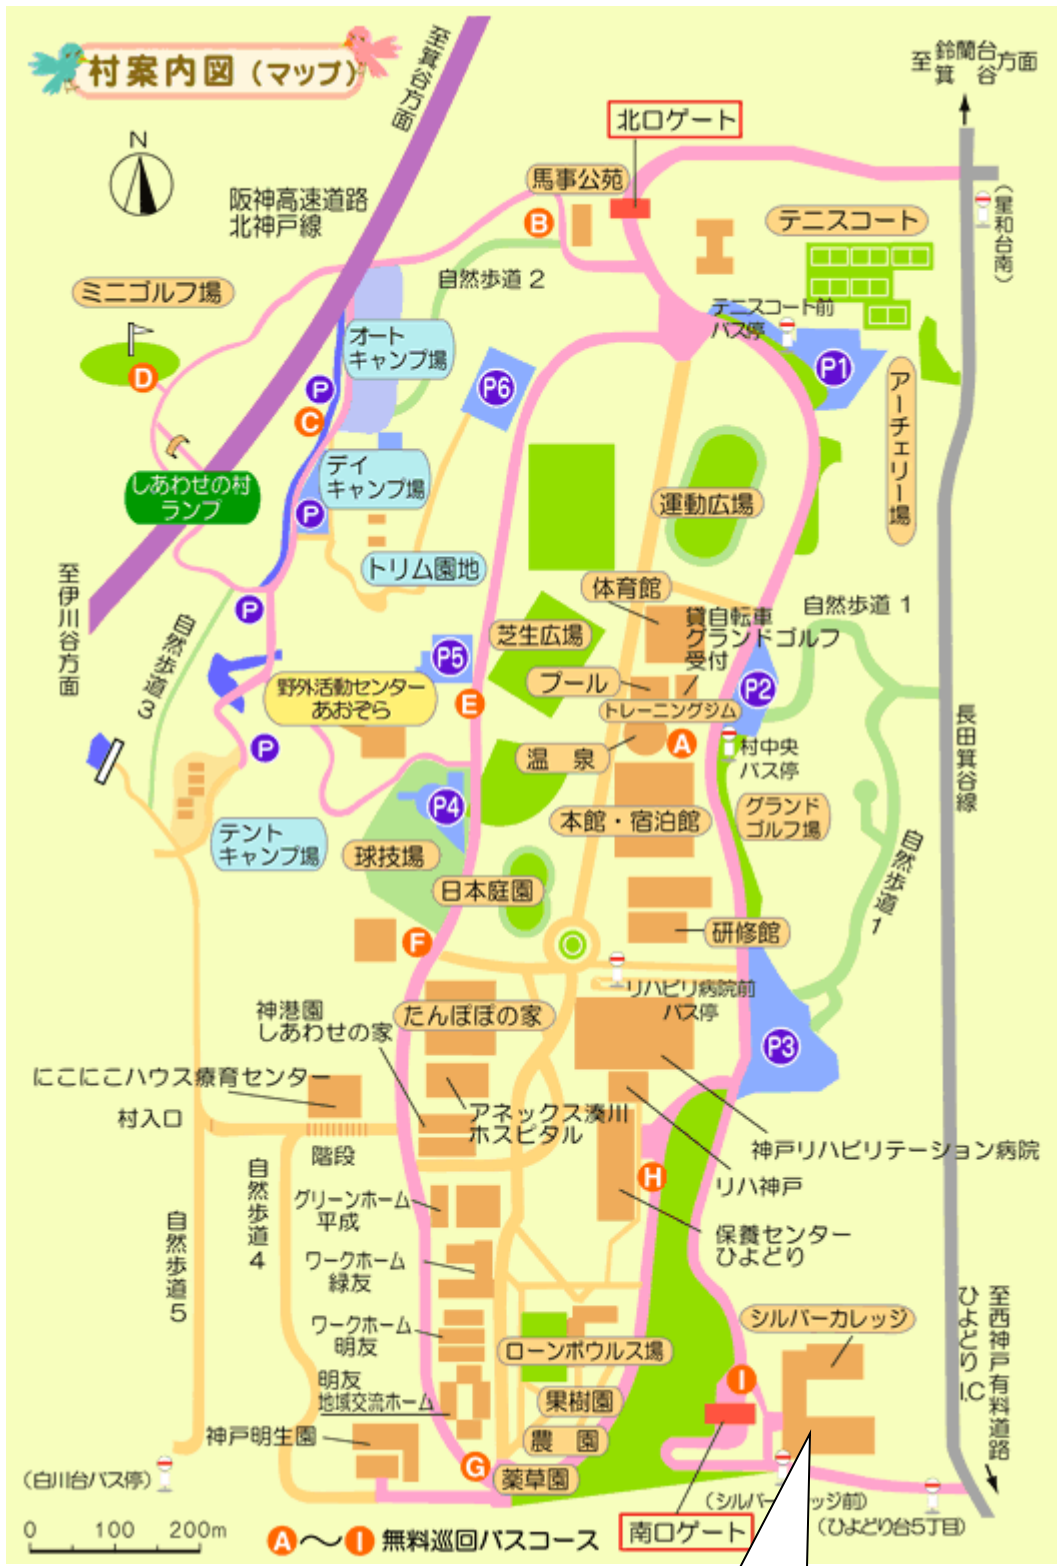 村案内図（マップ）
至箕谷方面
至鈴蘭台方面
箕谷
N
北口ゲート
馬事公苑
阪神高速道路
北神戸線
B
テニスコート
（星和台南）
自然歩道 2
ミニゴルフ場
テニスコート前
バス停
オート
キャンプ場
P1
D
P
P6
C
アーチェリー場
デイ
キャンプ場
しあわせの村
ランプ
運動広場
P
トリム園地
至伊川谷方面
体育館
自然歩道 1
P
貸自転車
グランドゴルフ
受付
自然歩道3
芝生広場
P5
プール
P2
野外活動センター
あおぞら
E
トレーニングジム
長田箕谷線
P
温　泉
A
村中央
バス停
P4
本館・宿泊館
グランド
ゴルフ場
テント
キャンプ場
球技場
自然歩道1
日本庭園
研修館
F
リハビリ病院前
バス停
神港園
しあわせの家
たんぽぽの家
P3
にこにこハウス療育センター
村入口
アネックス湊川
ホスピタル
階段
神戸リハビリテーション病院
H
リハ神戸
自然歩道4
グリーンホーム
平成
自然歩道5
保養センター
ひよどり
ワークホーム
緑友
至西神戸有料道路
ひよどりI.C
ワークホーム
明友
シルバーカレッジ
ローンボウルス場
明友
地域交流ホーム
I
果樹園
神戸明生園
農　園
G
薬草園
（白川台バス停）
（シルバー
ッジ前）
（ひよどり台5丁目）
0 100 200m
A〜I 無料巡回バスコース
南口ゲート